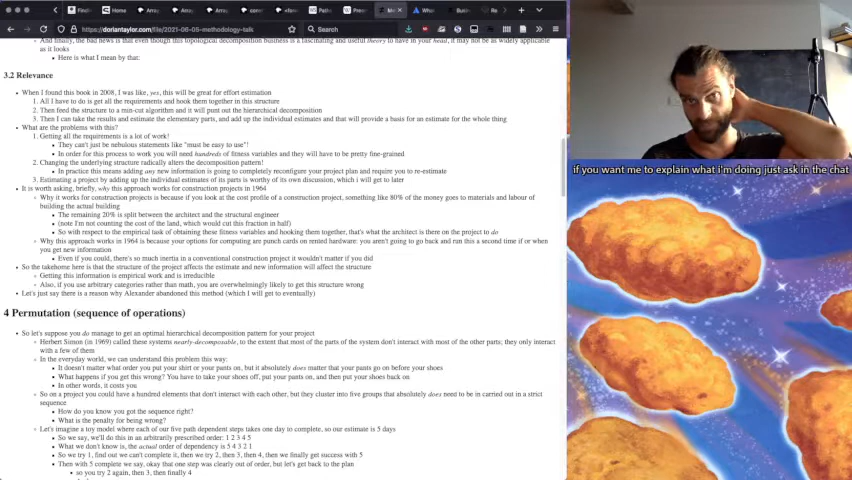 Find
Home
Array
Array
Array
com
Pata
Prese
ble
What
Busi
Re
https://doriantaylor.com/file/2021-06-05-methodology-talk
Search
And finally, the bad news is that even though this topological decomposition business is a fascinating and useful theory to have in your head, it may not be as widely applicable
as it looks
Here is what I mean by that:
3.2 Relevance
When I found this book in 2008, I was like, yes, this will be great for effort estimation
1. All I have to do is get all the requirements and hook them together in this structure
2. Then feed the structure to a min-cut algorithm and it will punt out the hierarchical decomposition
3. Then I can take the results and estimate the elementary parts, and add up the individual estimates and that will provide a basis for an estimate for the whole thing
What are the problems with this?
1. Getting all the requirements is a lot of work!
They can't just be nebulous statements like "must be easy to use"!
In order for this process to work you will need hundreds of fitness variables and they will have to be pretty fine-grained
2. Changing the underlying structure radically alters the decomposition pattern!
In practice this means adding any new information is going to completely reconfigure your project plan and require you to re-estimate
3. Estimating a project by adding up the individual estimates of its parts is worthy of its own discussion, which i will get to later
It is worth asking, briefly, why this approach works for construction projects in 1964
Why it works for construction projects is because if you look at the cost profile of a construction project, something like 80% of the money goes to materials and labour of
building the actual building
The remaining 20% is split between the architect and the structural engineer
(note I'm not counting the cost of the land, which would cut this fraction in half)
So with respect to the empirical task of obtaining these fitness variables and hooking them together, that's what the architect is there on the project to do
Why this approach works in 1964 is because your options for computing are punch cards on rented hardware: you aren't going to go back and run this a second time if or when
you get new information
Even if you could, there's so much inertia in a conventional construction project it wouldn't matter if you did
So the takehome here is that the structure of the project affects the estimate and new information will affect the structure
Getting this information is empirical work and is irreducible
Also, if you use arbitrary categories rather than math, you are overwhelmingly likely to get this structure wrong
Let's just say there is a reason why Alexander abandoned this method (which I will get to eventually)
4 Permutation (sequence of operations)
So let's suppose you do manage to get an optimal hierarchical decomposition pattern for your project
Herbert Simon (in 1969) called these systems nearly-decomposable, to the extent that most of the parts of the system don't interact with most of the other parts; they only interact
with a few of them
In the everyday world, we can understand this problem this way:
It doesn't matter what order you put your shirt or your pants on, but it absolutely does matter that your pants go on before your shoes
What happens if you get this wrong? You have to take your shoes off, put your pants on, and then put your shoes back on
In other words, it costs you
So on a project you could have a hundred elements that don't interact with each other, but they cluster into five groups that absolutely does need to be in carried out in a strict
sequence
How do you know you got the sequence right?
What is the penalty for being wrong?
Let's imagine a toy model where each of our five path dependent steps takes one day to complete, so our estimate is 5 days
So we say, we'll do this in an arbitrarily prescribed order: 1 2 3 4 5
What we don't know is, the actual order of dependency is 5 4 3 2 1
So we try 1, find out we can't complete it, then we try 2, then 3, then 4, then we finally get success with 5
Then with 5 complete we say, okay that one step was clearly out of order, but let's get back to the plan
so you try 2 again, then 3, then finally 4
if you want me to explain what i'm doing just ask in the chat